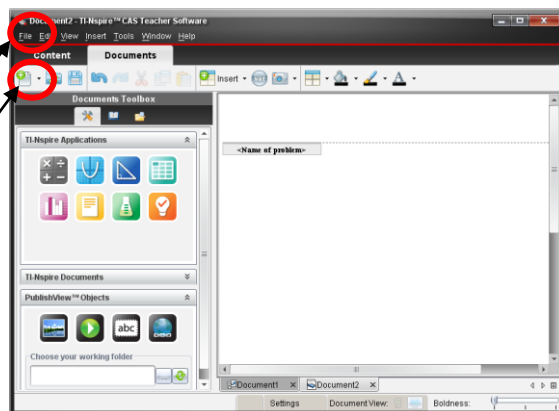 Document2 - TI-Nspire™ CAS Teacher Software
File Edit View Insert Tools Window Help
Content Documents
Insert
Documents Toolbox
TI-Nspire Applications
<Name of problem>
TI-Nspire Documents
PublishView™ Objects
abc
Choose your working folder
Document1 Document2
Settings Document View: Boldness: